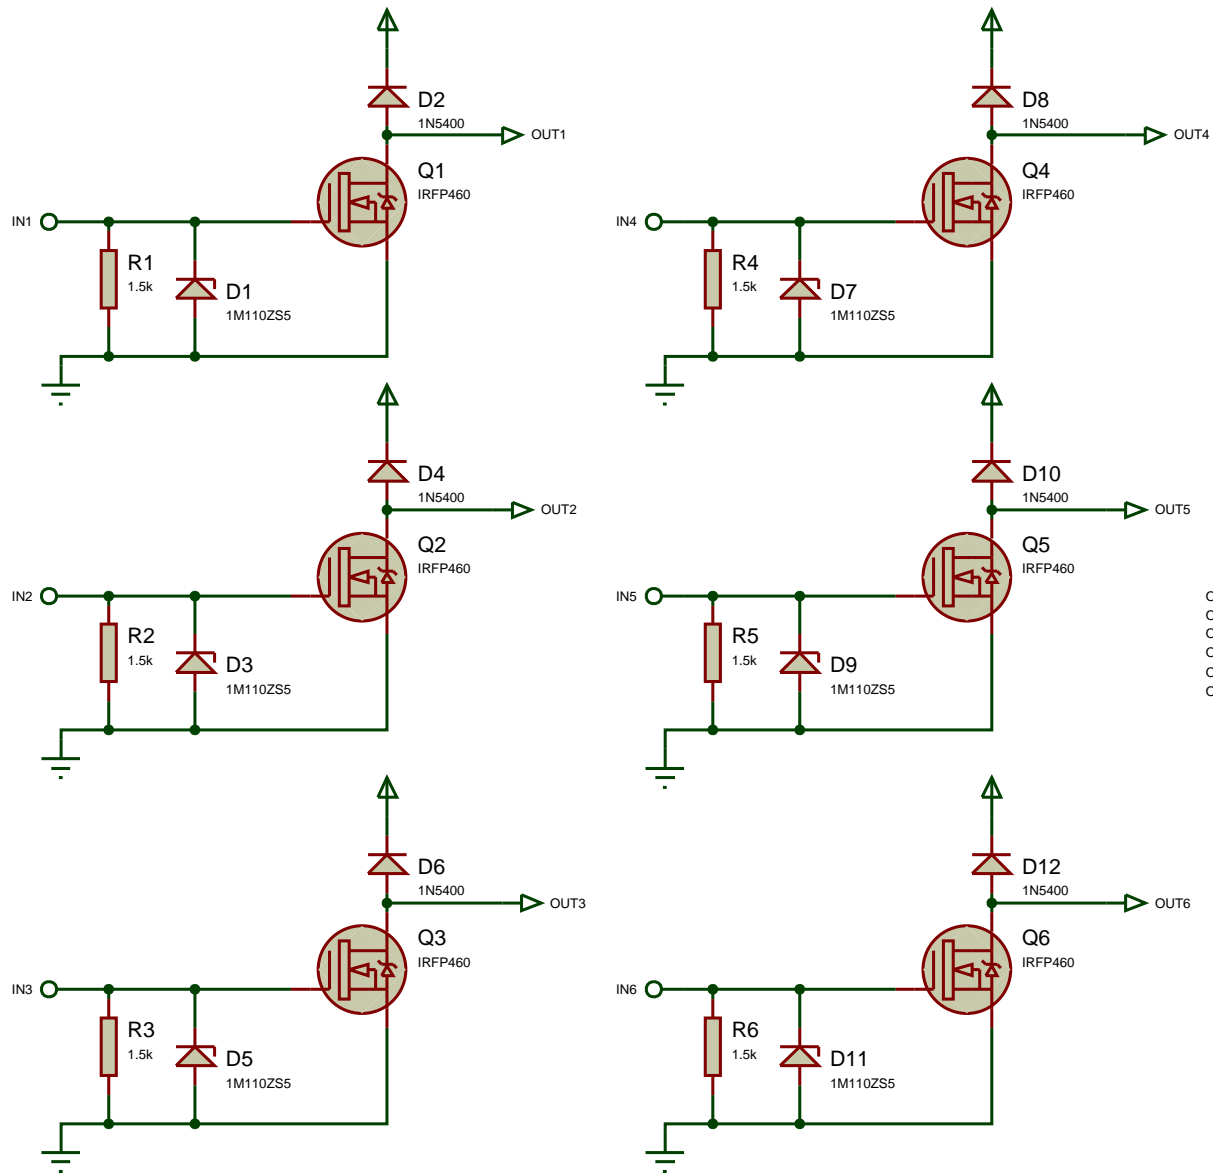 D2
1N5400
OUT1
Q1
IRFP460
IN1
R1
1.5k
D1
1M110ZS5
D8
1N5400
OUT4
Q4
IRFP460
IN4
R4
1.5k
D7
1M110ZS5
D4
1N5400
OUT2
Q2
IRFP460
IN2
R2
1.5k
D3
1M110ZS5
D10
1N5400
OUT5
Q5
IRFP460
IN5
R5
1.5k
D9
1M110ZS5
D6
1N5400
OUT3
Q3
IRFP460
IN3
R3
1.5k
D5
1M110ZS5
D12
1N5400
OUT6
Q6
IRFP460
IN6
R6
1.5k
D11
1M110ZS5